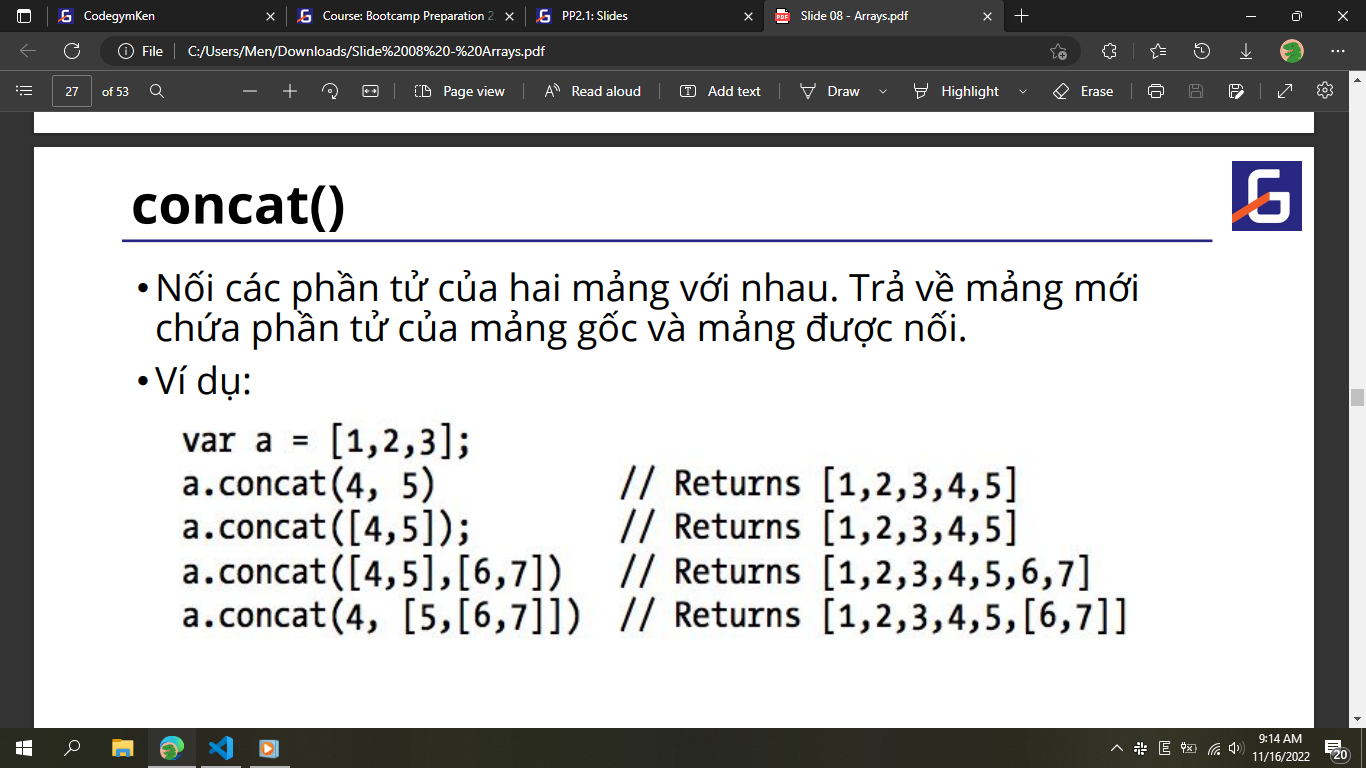 CodegymKen
Course: Bootcamp Preparation 2.
PP2.1: Slides
Slide 08 - Arrays.pdf
File
C:/Users/Men/Downloads/Slide%2008%20-%20Arrays.pdf
27 of 53
Page view
Read aloud
Add text
Draw
Highlight
Erase
concat()
G
•Nối các phần tử của hai mảng với nhau. Trả về mảng mới
chứa phần tử của mảng gốc và mảng được nối.
•Ví dụ:
var a = [1,2,3];
a.concat(4, 5) // Returns [1,2,3,4,5]
a.concat([4,5]); // Returns [1,2,3,4,5]
a.concat([4,5],[6,7]) // Returns [1,2,3,4,5,6,7]
a.concat(4, [5,[6,7]]) // Returns [1,2,3,4,5,[6,7]]
9:14 AM
11/16/2022
20